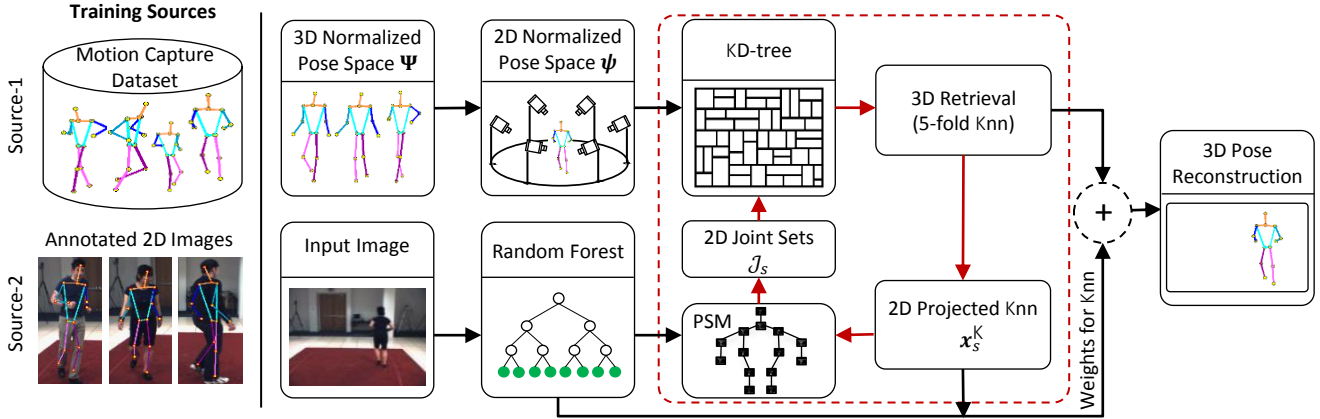 Training Sources
Source-1
Motion Capture
Dataset
Source-2
Annotated 2D Images
3D Normalized
Pose Space Ψ
2D Normalized
Pose Space ψ
KD-tree
3D Retrieval
(5-fold Knn)
3D Pose
Reconstruction
+
Input Image
Random Forest
2D Joint Sets
𝒥s
PSM
2D Projected Knn
xsK
Weights for Knn